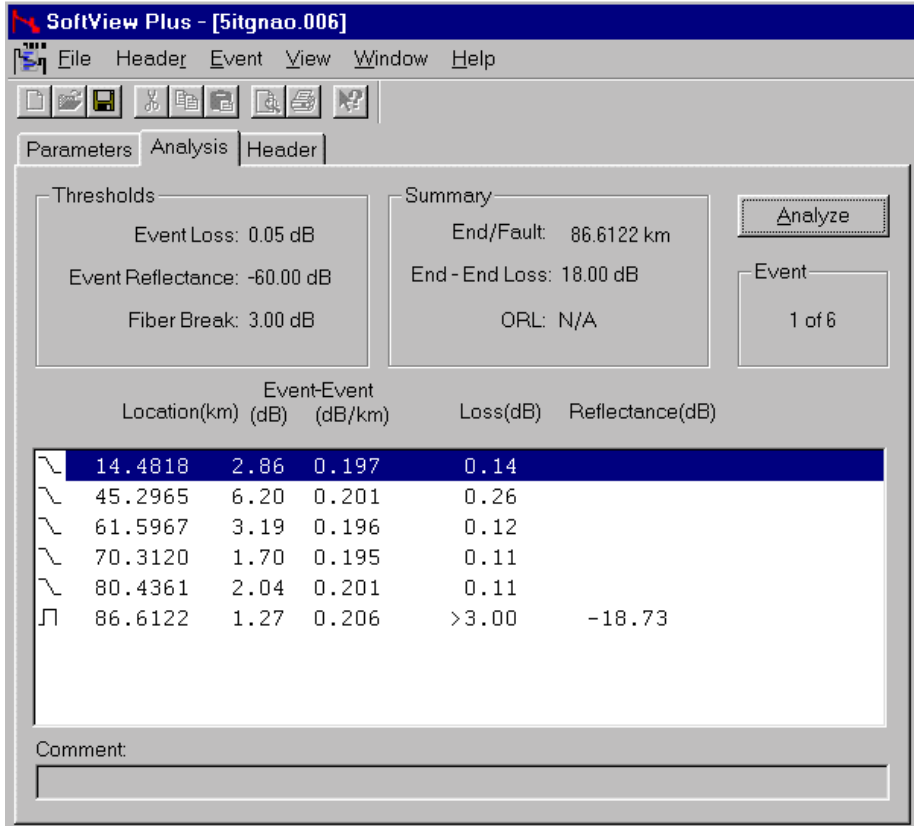 SoftView Plus - [5itgnao.006]
File Header Event View Window Help
Parameters Analysis Header
Thresholds
Event Loss: 0.05 dB
Event Reflectance: -60.00 dB
Fiber Break: 3.00 dB
Summary
End/Fault: 86.6122 km
End - End Loss: 18.00 dB
ORL: N/A
Analyze
Event
1 of 6
Event-Event
Location(km) (dB) (dB/km) Loss(dB) Reflectance(dB)
14.4818 2.86 0.197 0.14
45.2965 6.20 0.201 0.26
61.5967 3.19 0.196 0.12
70.3120 1.70 0.195 0.11
80.4361 2.04 0.201 0.11
86.6122 1.27 0.206 >3.00 -18.73
Comment: